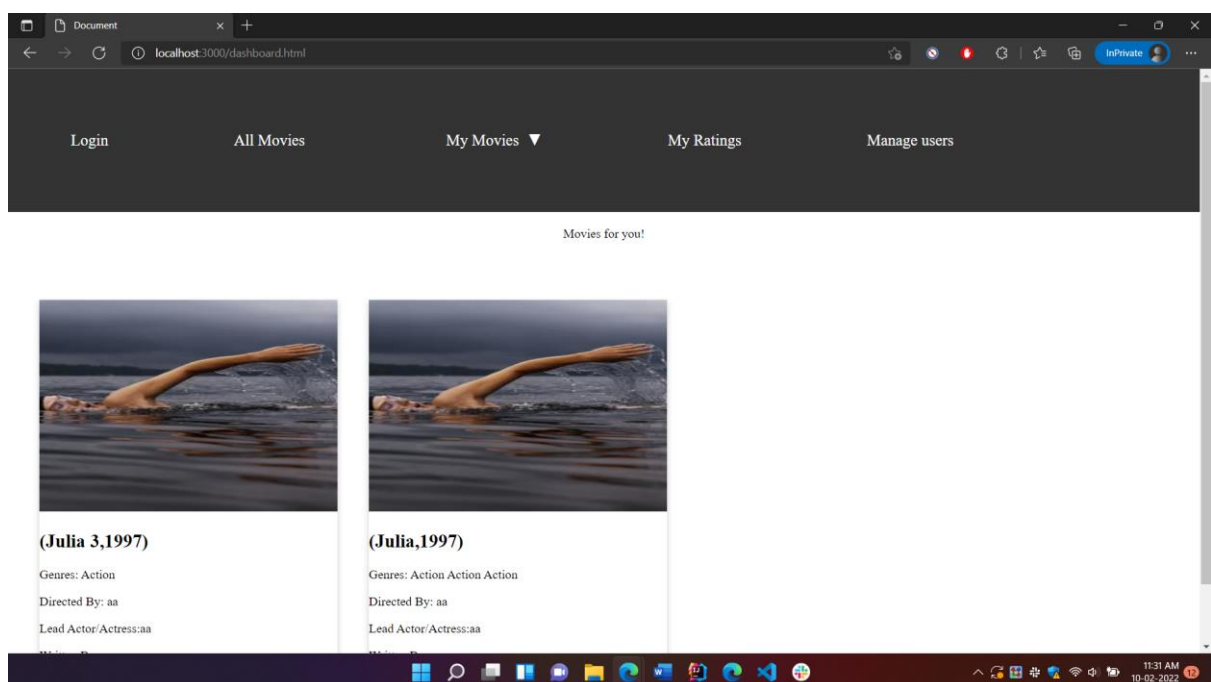 Document
localhost:3000/dashboard.html
InPrivate
Login All Movies My Movies ▼ My Ratings Manage users
Movies for you!
(Julia 3,1997)
Genres: Action
Directed By: aa
Lead Actor/Actress:aa
(Julia,1997)
Genres: Action Action Action
Directed By: aa
Lead Actor/Actress:aa
11:31 AM
10-02-2022
12